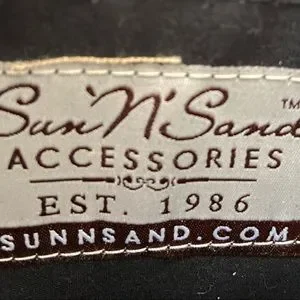 Sun 'N' Sand ™
ACCESSORIES
EST. 1986
SUNNSAND.COM